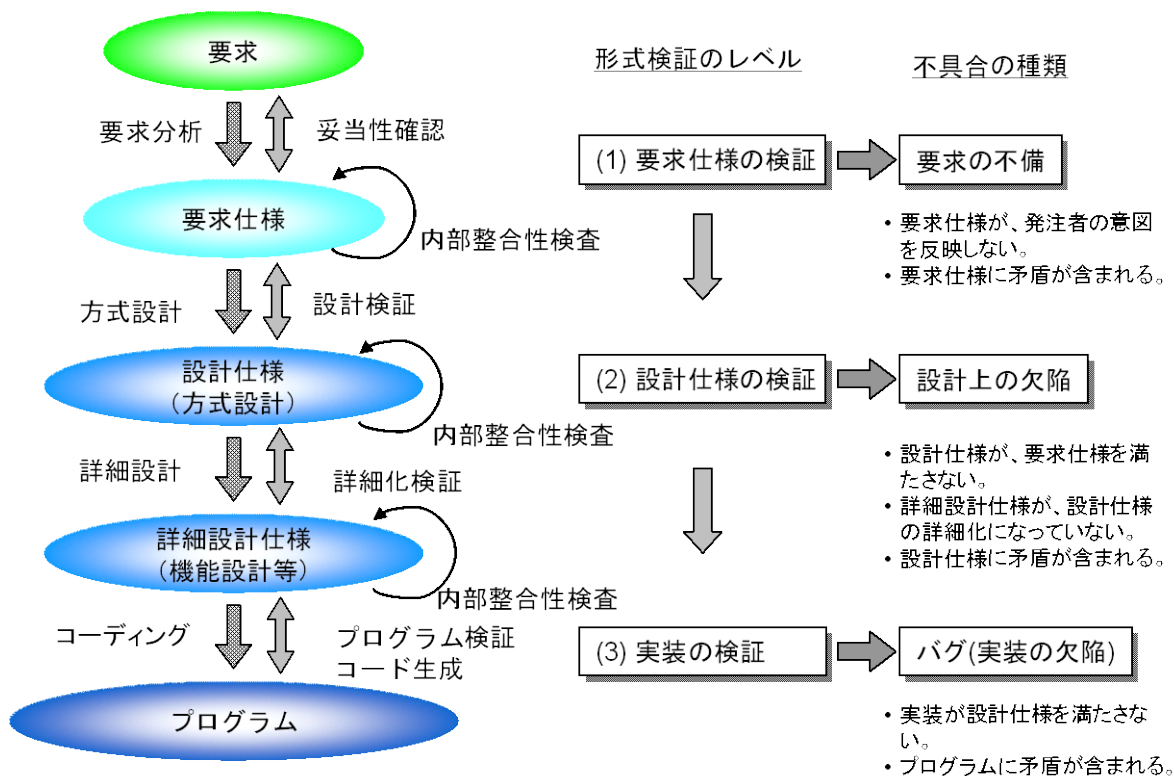 要求
要求分析
妥当性確認
要求仕様
内部整合性検査
方式設計
設計検証
設計仕様
(方式設計)
内部整合性検査
詳細設計
詳細化検証
詳細設計仕様
(機能設計等)
内部整合性検査
コーディング
プログラム検証
コード生成
プログラム
形式検証のレベル
不具合の種類
(1) 要求仕様の検証
要求の不備
・要求仕様が、発注者の意図
を反映しない。
・要求仕様に矛盾が含まれる。
(2) 設計仕様の検証
設計上の欠陥
・設計仕様が、要求仕様を満
たさない。
・詳細設計仕様が、設計仕様
の詳細化になっていない。
・設計仕様に矛盾が含まれる。
(3) 実装の検証
バグ(実装の欠陥)
・実装が設計仕様を満たさな
い。
・プログラムに矛盾が含まれる。